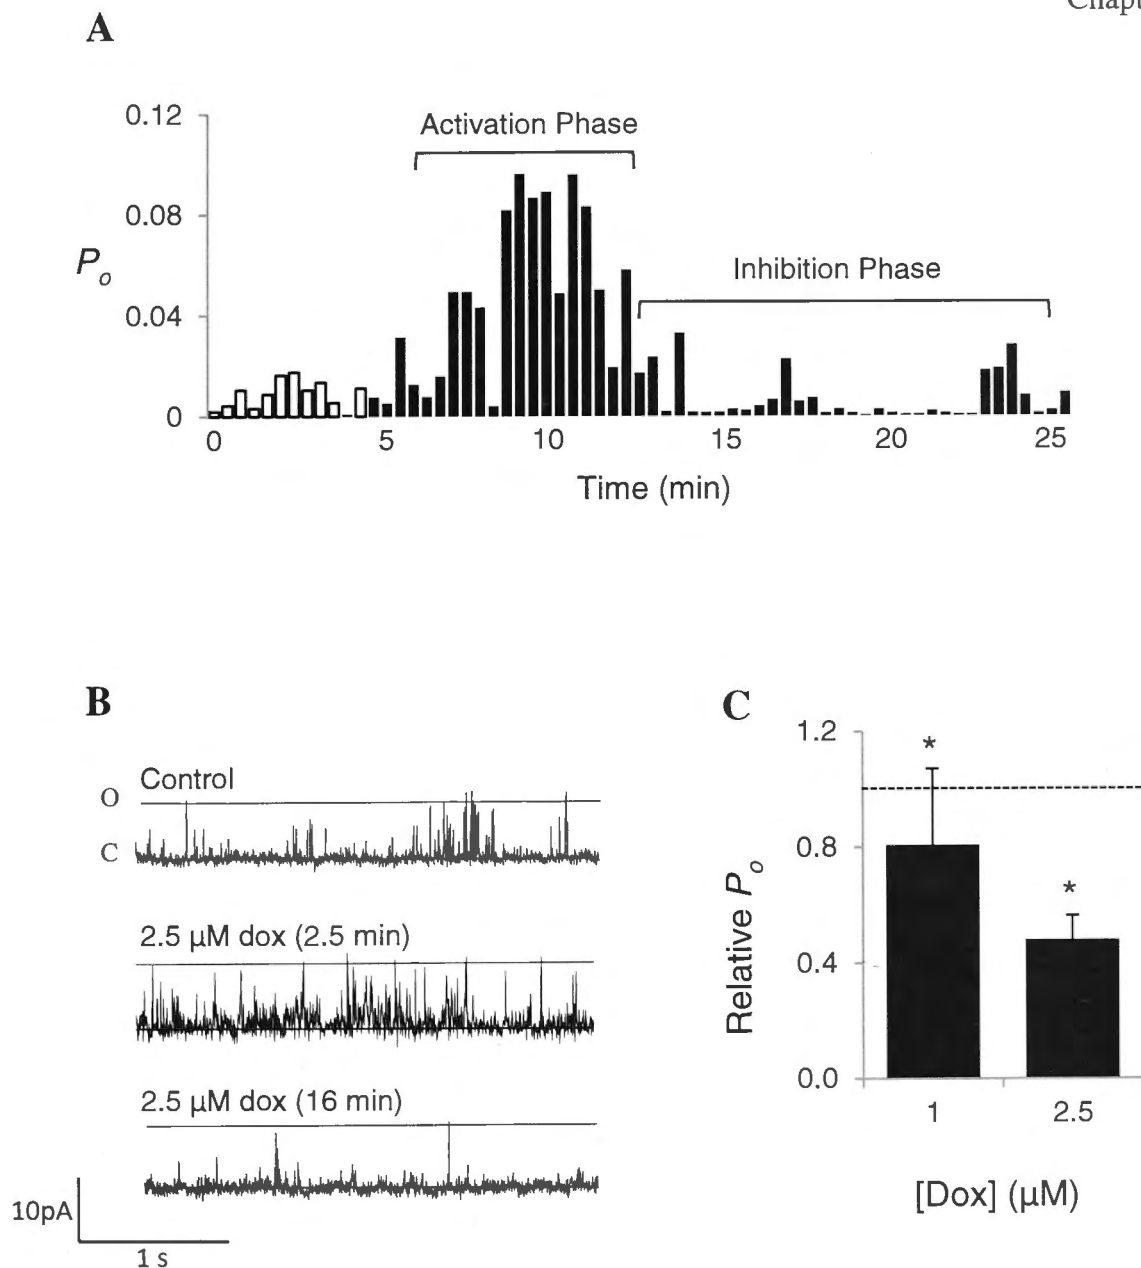 Chapt
A
0.12
Activation Phase
0.08
Po
Inhibition Phase
0.04
0
0 5 10 15 20 25
Time (min)
B
Control
O
C
2.5 µM dox (2.5 min)
2.5 µM dox (16 min)
10pA
1 s
C
1.2
*
0.8
*
Relative Po
0.4
0.0
1 2.5
[Dox] (µM)